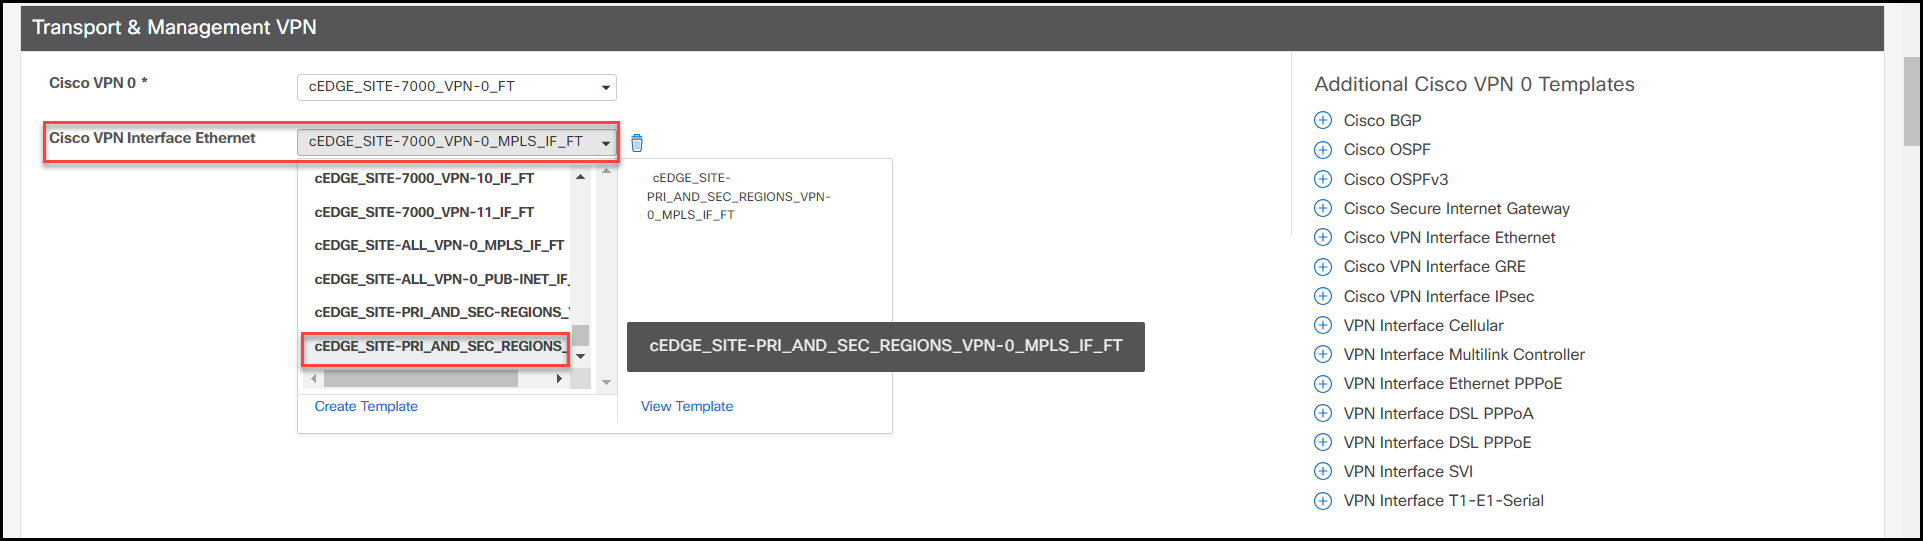 Transport & Management VPN
Cisco VPN 0 *
cEDGE_SITE-7000_VPN-0_FT
Cisco VPN Interface Ethernet
cEDGE_SITE-7000_VPN-0_MPLS_IF_FT
cEDGE_SITE-7000_VPN-10_IF_FT
cEDGE_SITE-7000_VPN-11_IF_FT
cEDGE_SITE-ALL_VPN-0_MPLS_IF_FT
cEDGE_SITE-ALL_VPN-0_PUB-INET_IF_
cEDGE_SITE-PRI_AND_SEC-REGIONS_
cEDGE_SITE-PRI_AND_SEC_REGIONS_
Create Template
cEDGE_SITE-
PRI_AND_SEC_REGIONS_VPN-
0_MPLS_IF_FT
cEDGE_SITE-PRI_AND_SEC_REGIONS_VPN-0_MPLS_IF_FT
View Template
Additional Cisco VPN 0 Templates
Cisco BGP
Cisco OSPF
Cisco OSPFv3
Cisco Secure Internet Gateway
Cisco VPN Interface Ethernet
Cisco VPN Interface GRE
Cisco VPN Interface IPsec
VPN Interface Cellular
VPN Interface Multilink Controller
VPN Interface Ethernet PPPoE
VPN Interface DSL PPPoA
VPN Interface DSL PPPoE
VPN Interface SVI
VPN Interface T1-E1-Serial